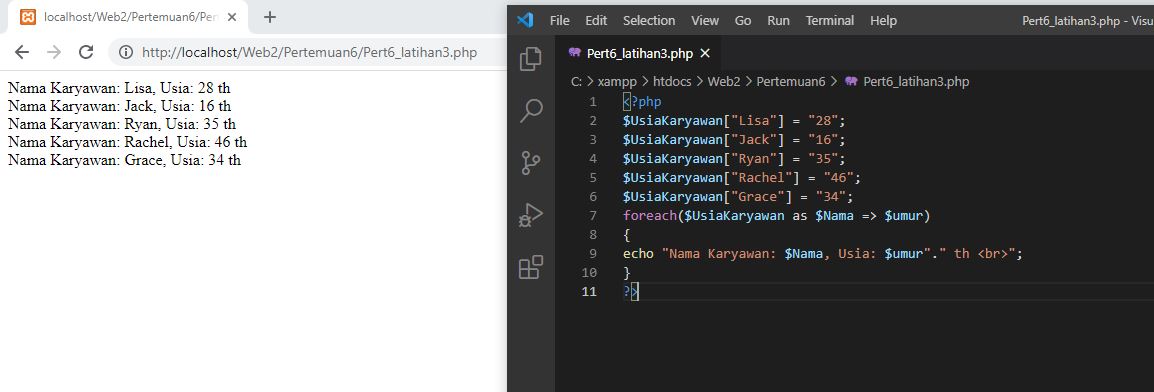 localhost/Web2/Pertemuan6/Per
http://localhost/Web2/Pertemuan6/Pert6_latihan3.php
Nama Karyawan: Lisa, Usia: 28 th
Nama Karyawan: Jack, Usia: 16 th
Nama Karyawan: Ryan, Usia: 35 th
Nama Karyawan: Rachel, Usia: 46 th
Nama Karyawan: Grace, Usia: 34 th
File Edit Selection View Go Run Terminal Help Pert6_latihan3.php - Visu
Pert6_latihan3.php
C: > xampp > htdocs > Web2 > Pertemuan6 > Pert6_latihan3.php
1 <?php
2 $UsiaKaryawan["Lisa"] = "28";
3 $UsiaKaryawan["Jack"] = "16";
4 $UsiaKaryawan["Ryan"] = "35";
5 $UsiaKaryawan["Rachel"] = "46";
6 $UsiaKaryawan["Grace"] = "34";
7 foreach($UsiaKaryawan as $Nama => $umur)
8 {
9 echo "Nama Karyawan: $Nama, Usia: $umur"." th <br>";
10 }
11 ?>